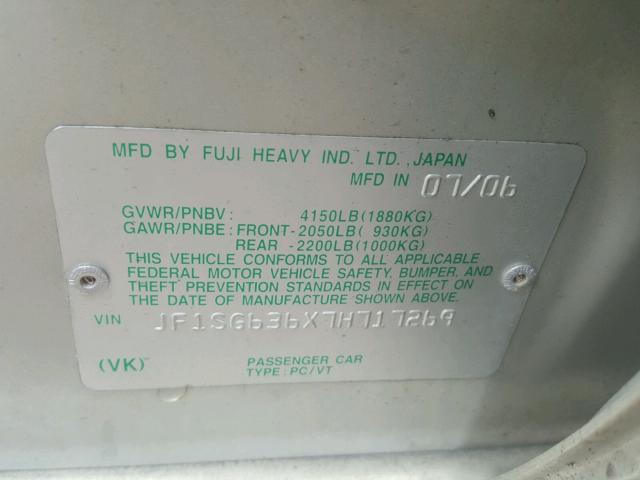 MFD BY FUJI HEAVY IND. LTD., JAPAN
MFD IN 07/06
GVWR/PNBV: 4150LB(1880KG)
GAWR/PNBE: FRONT-2050LB( 930KG)
REAR -2200LB(1000KG)
THIS VEHICLE CONFORMS TO ALL APPLICABLE
FEDERAL MOTOR VEHICLE SAFETY, BUMPER, AND
THEFT PREVENTION STANDARDS IN EFFECT ON
THE DATE OF MANUFACTURE SHOWN ABOVE.
VIN JF1SG636X7H717269
(VK) PASSENGER CAR
TYPE: PC/VT